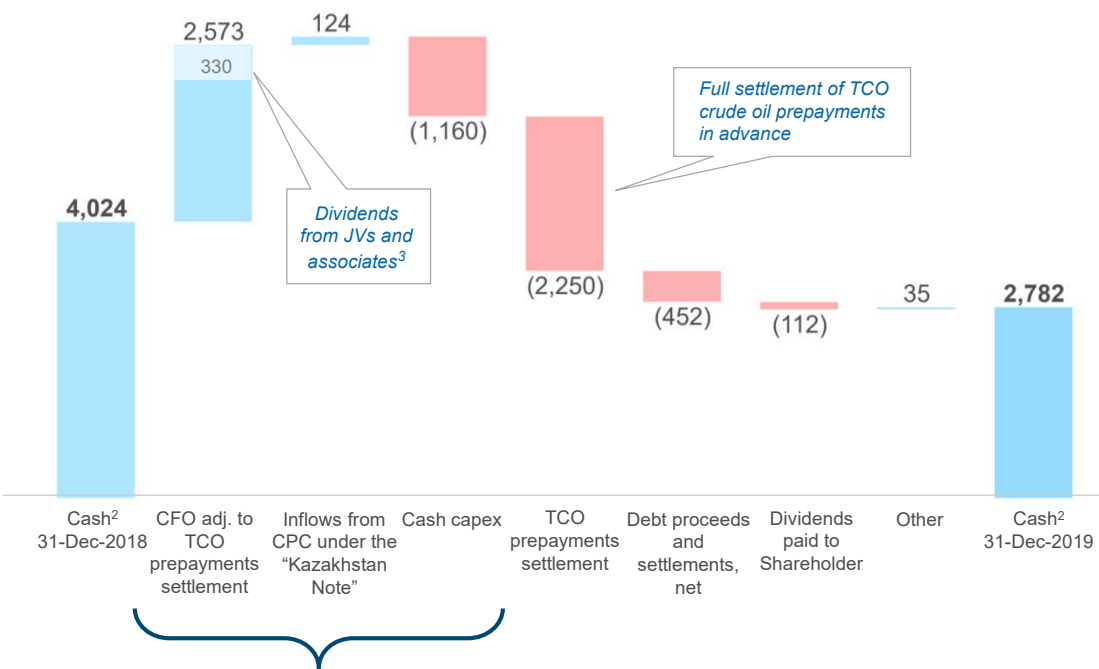 2,573
330
124
(1,160)
Full settlement of TCO
crude oil prepayments
in advance
4,024
Dividends
from JVs and
associates³
(2,250)
(452)
(112)
35
2,782
Cash²
31-Dec-2018
CFO adj. to
TCO
prepayments
settlement
Inflows from
CPC under the
“Kazakhstan
Note”
Cash capex
TCO
prepayments
settlement
Debt proceeds
and
settlements,
net
Dividends
paid to
Shareholder
Other
Cash²
31-Dec-2019